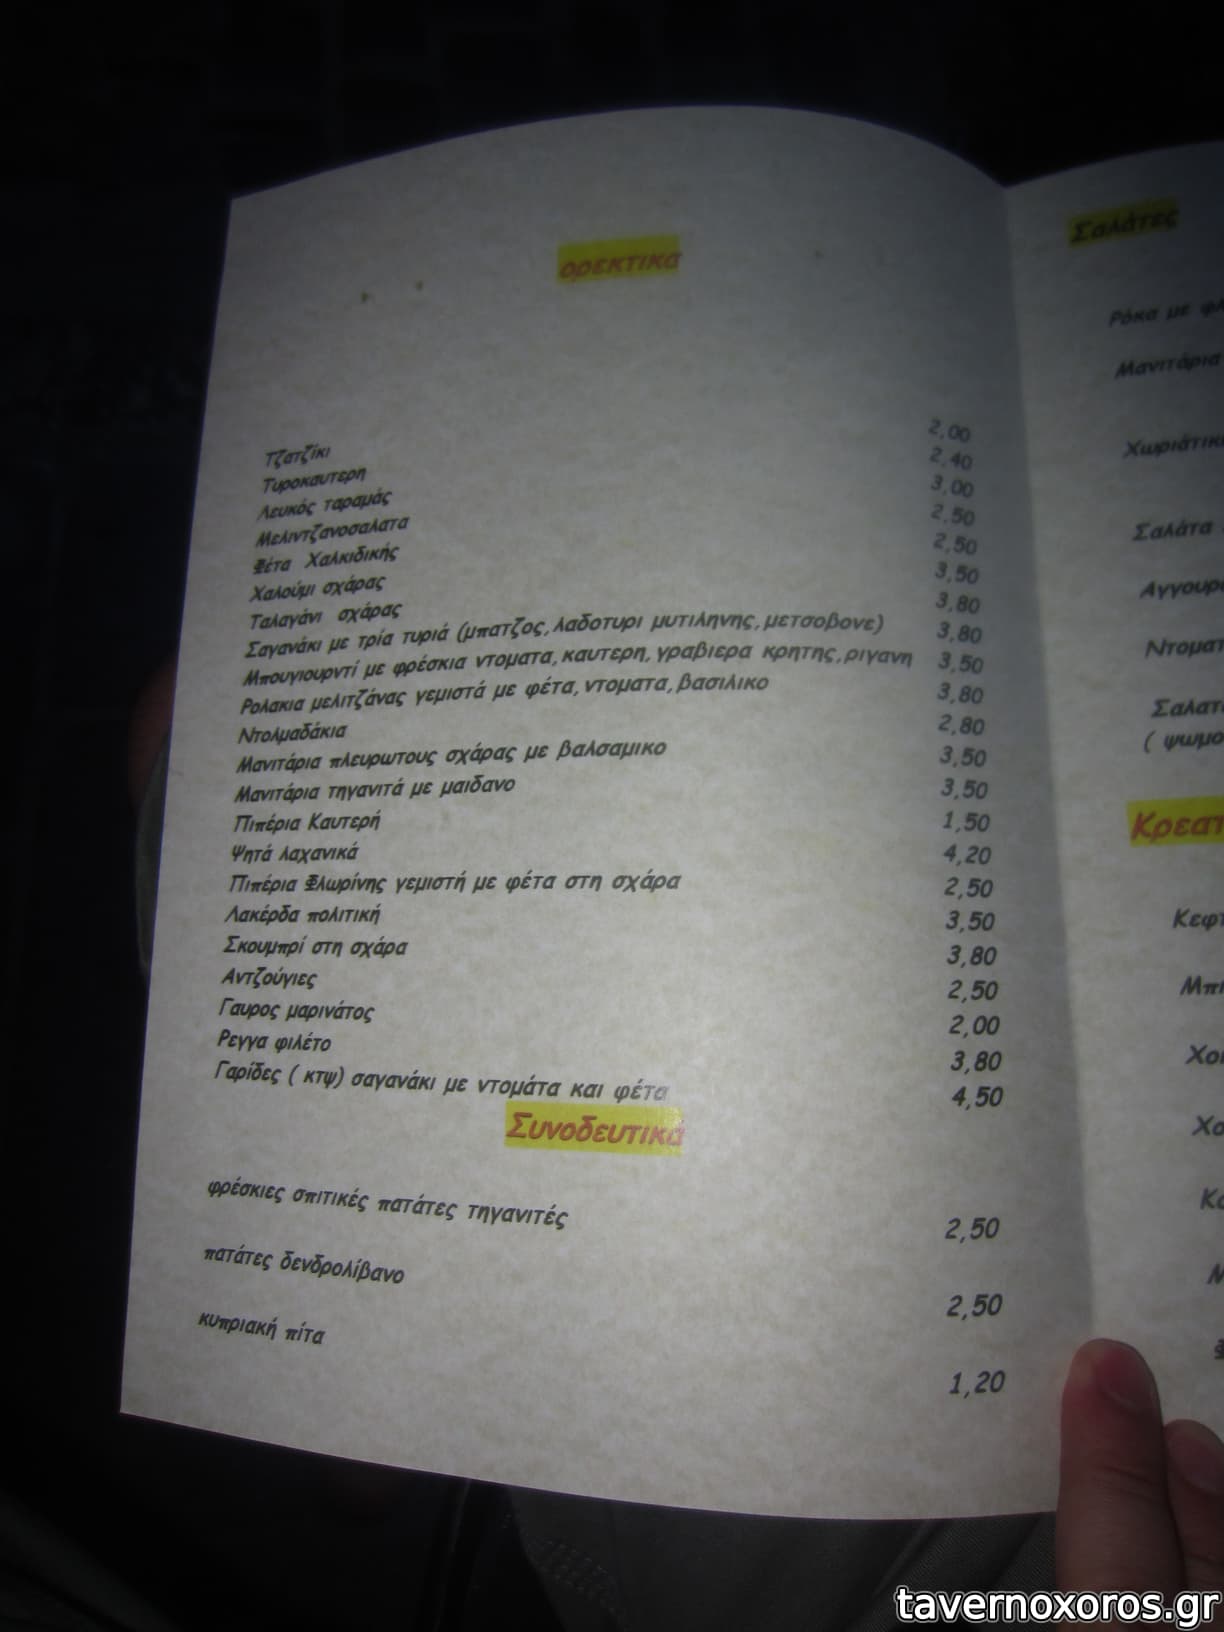 ορεκτικα
Τζατζίκι 2,00
Τυροκαυτερη 2,40
Λευκός ταραμάς 3,00
Μελιντζανοσαλατα 2,50
Φέτα Χαλκιδικής 2,50
Χαλούμι σχάρας 3,50
Ταλαγάνι σχάρας 3,80
Σαγανάκι με τρία τυριά (μπατζος, λαδοτυρι μυτιληνης, μετσοβονε) 3,80
Μπουγιουρντί με φρέσκια ντοματα, καυτερη, γραβιερα κρητης, ριγανη 3,50
Ρολακια μελιτζάνας γεμιστά με φέτα, ντοματα, βασιλικο 3,80
Ντολμαδάκια 2,80
Μανιτάρια πλευρωτους σχάρας με βαλσαμικο 3,50
Μανιτάρια τηγανιτά με μαιδανο 3,50
Πιπέρια Καυτερή 1,50
Ψητά λαχανικά 4,20
Πιπέρια Φλωρίνης γεμιστή με φέτα στη σχάρα 2,50
Λακέρδα πολιτική 3,50
Σκουμπρί στη σχάρα 3,80
Αντζούγιες 2,50
Γαυρος μαρινάτος 2,00
Ρεγγα φιλέτο 3,80
Γαρίδες ( κτψ) σαγανάκι με ντομάτα και φέτα 4,50
Συνοδευτικά
φρέσκιες σπιτικές πατάτες τηγανιτές 2,50
πατάτες δενδρολίβανο 2,50
κυπριακή πίτα 1,20
Σαλάτες
Ρόκα με
Μανιτάρια
Σαλάτα
( ψωμο
tavernoxoros.gr